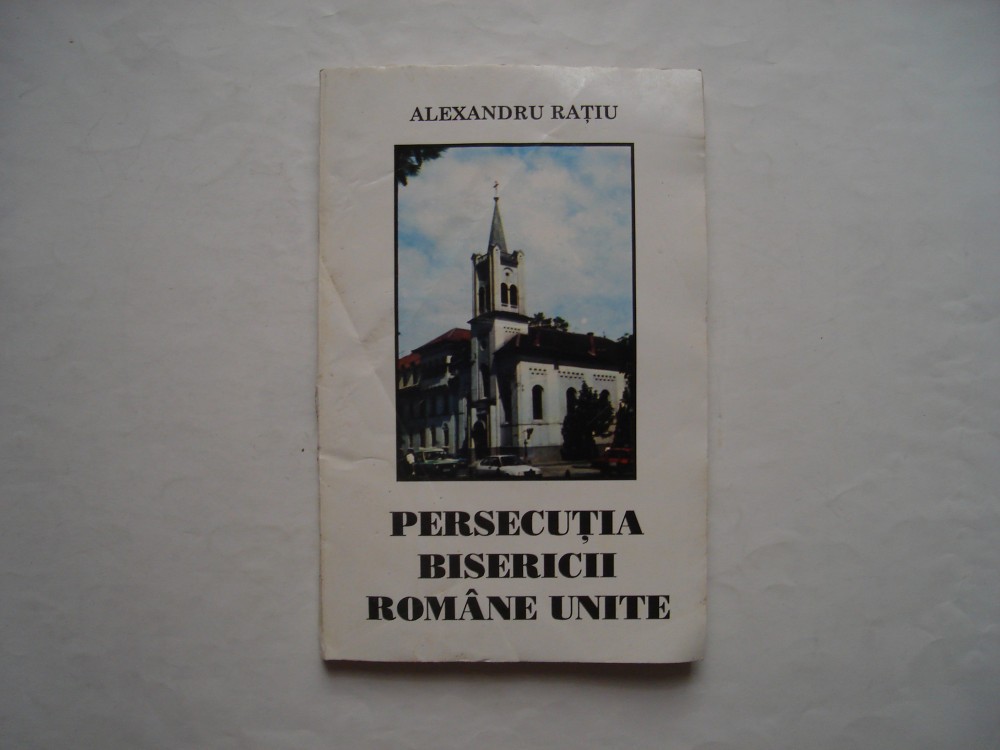 ALEXANDRU RAȚIU
PERSECUȚIA
BISERICII
ROMÂNE UNITE